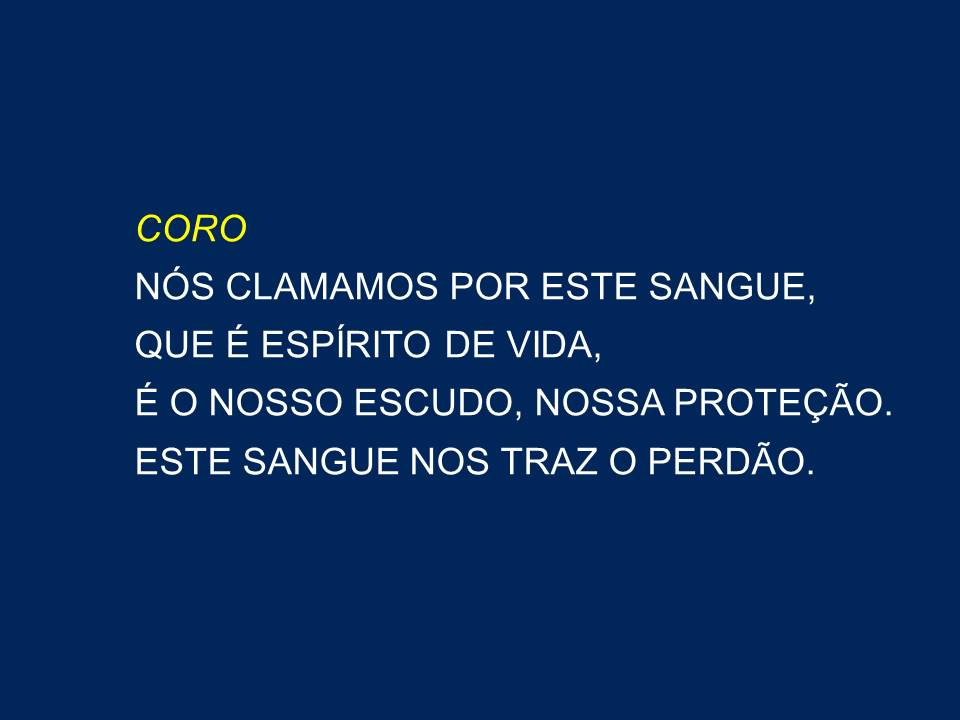 CORO
NÓS CLAMAMOS POR ESTE SANGUE,
QUE É ESPÍRITO DE VIDA,
É O NOSSO ESCUDO, NOSSA PROTEÇÃO.
ESTE SANGUE NOS TRAZ O PERDÃO.